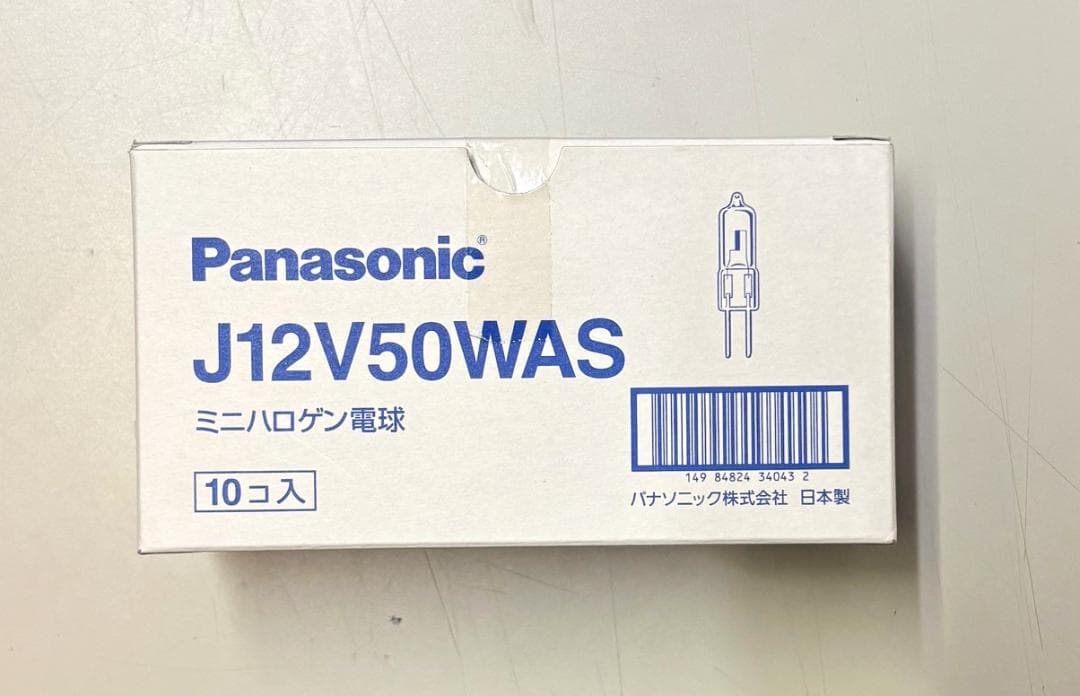 Panasonic®
J12V50WAS
ミニハロゲン電球
10コ入
149 84824 34043 2
パナソニック株式会社 日本製